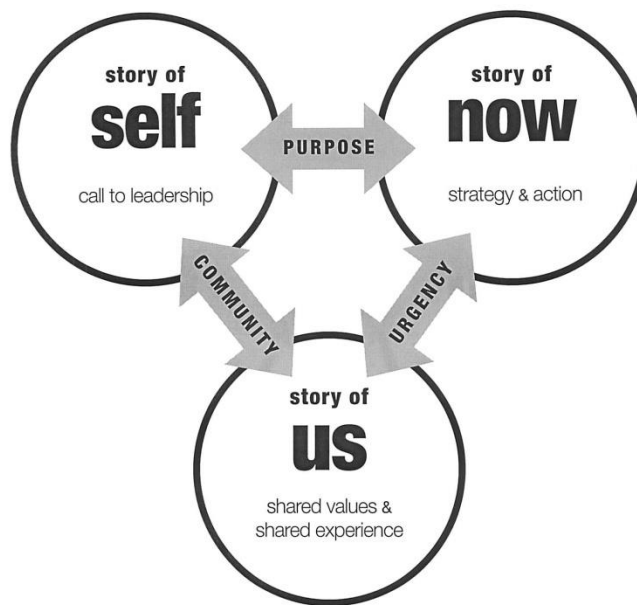 story of
self
call to leadership
PURPOSE
story of
now
strategy & action
COMMUNITY
URGENCY
story of
us
shared values &
shared experience